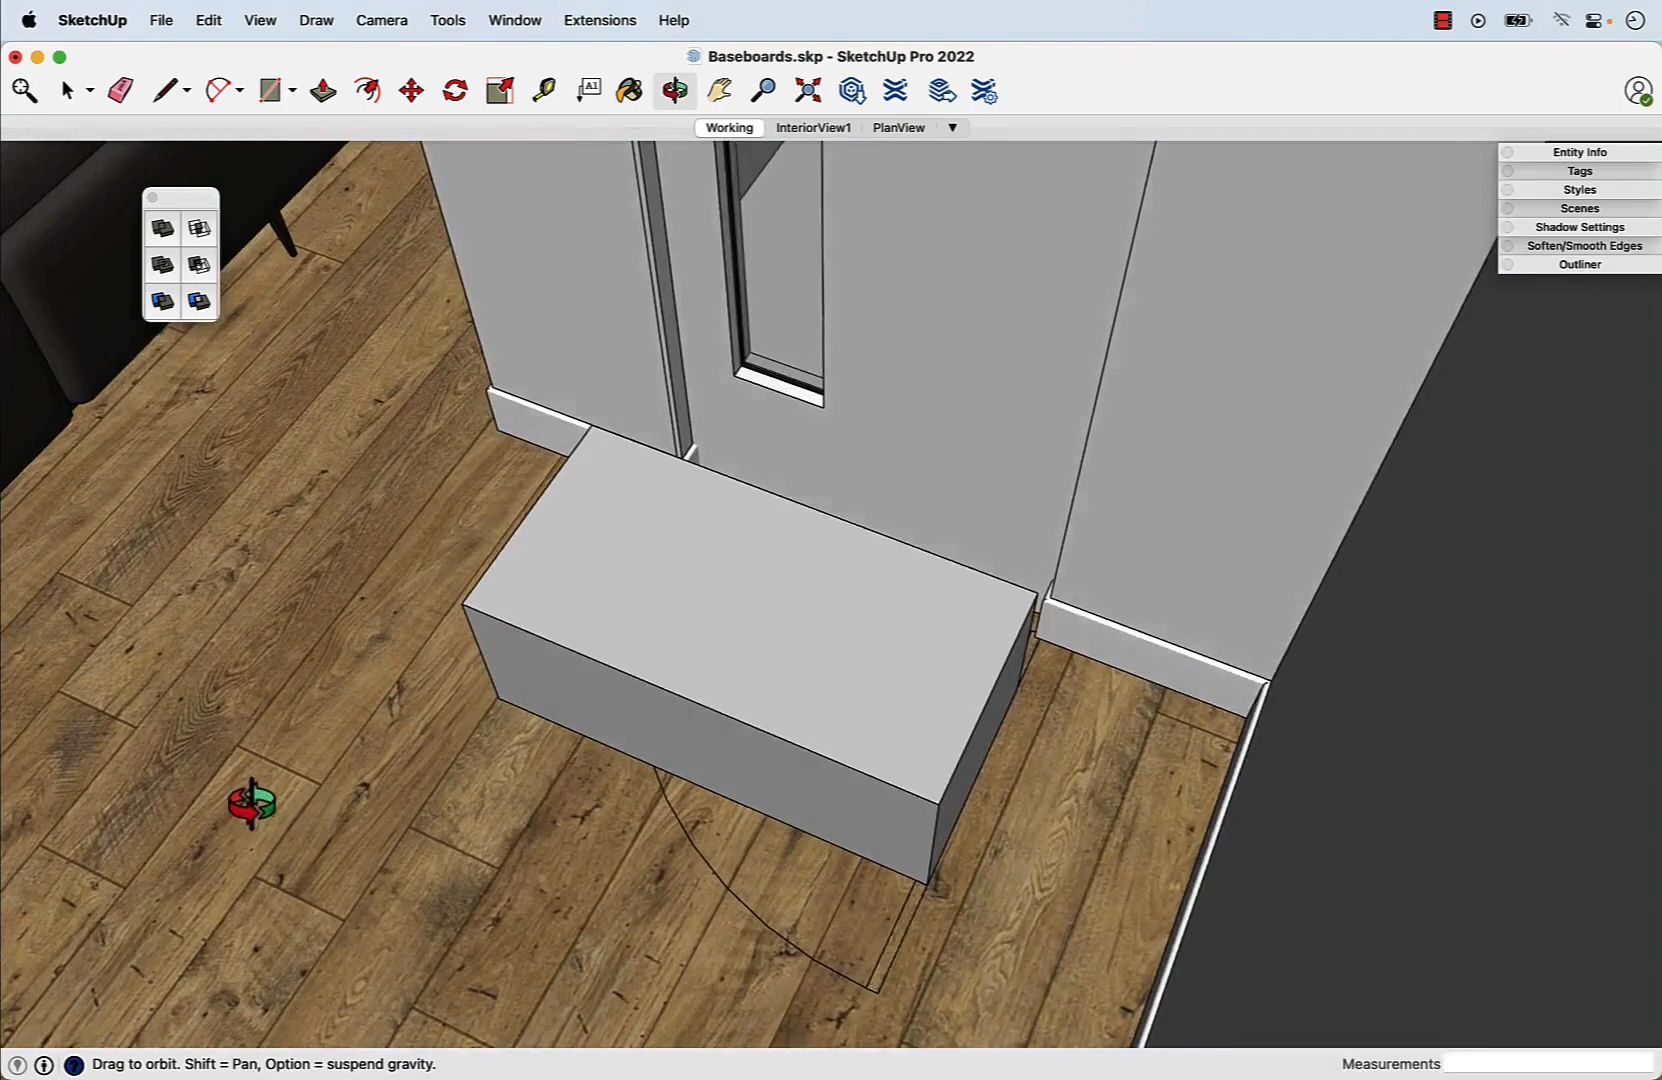 SketchUp File Edit View Draw Camera Tools Window Extensions Help
Baseboards.skp - SketchUp Pro 2022
A1
Working InteriorView1 PlanView ▼
Entity Info
Tags
Styles
Scenes
Shadow Settings
Soften/Smooth Edges
Outliner
? Drag to orbit. Shift = Pan, Option = suspend gravity. Measurements